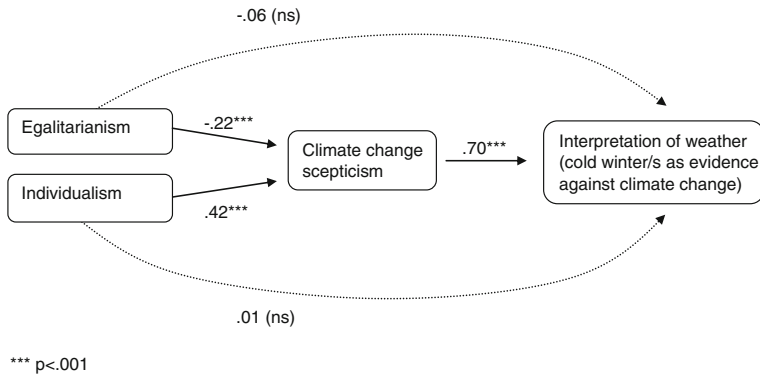 -.06 (ns)
Egalitarianism
-.22***
Climate change
scepticism
.70***
Interpretation of weather
(cold winter/s as evidence
against climate change)
Individualism
.42***
.01 (ns)
*** p<.001